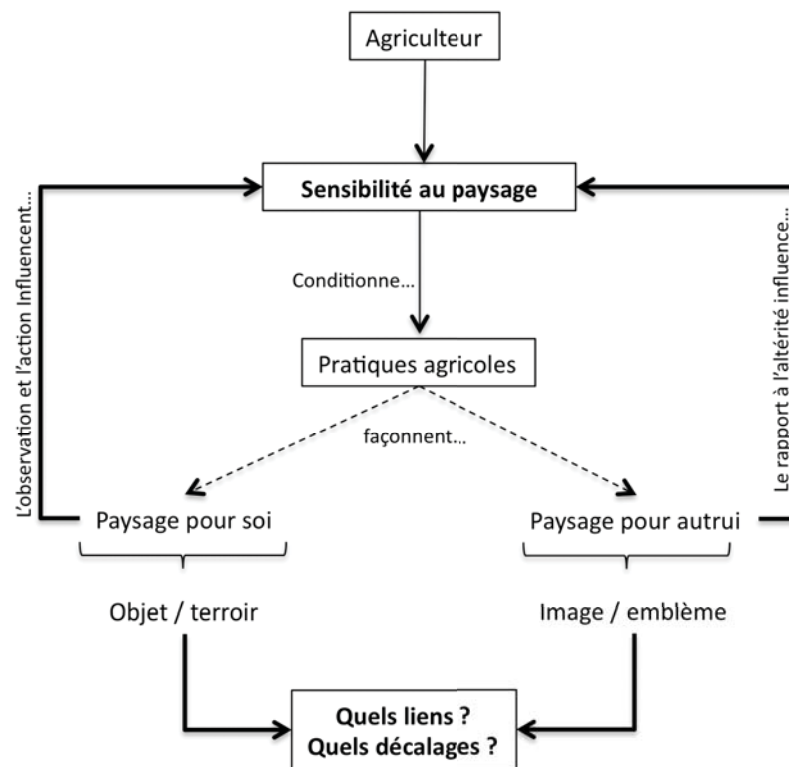 Agriculteur
Sensibilité au paysage
Conditionne...
Pratiques agricoles
façonnent...
L'observation et l'action Influencent...
Le rapport à l'altérité influence...
Paysage pour soi
Paysage pour autrui
Objet / terroir
Image / emblème
Quels liens ?
Quels décalages ?